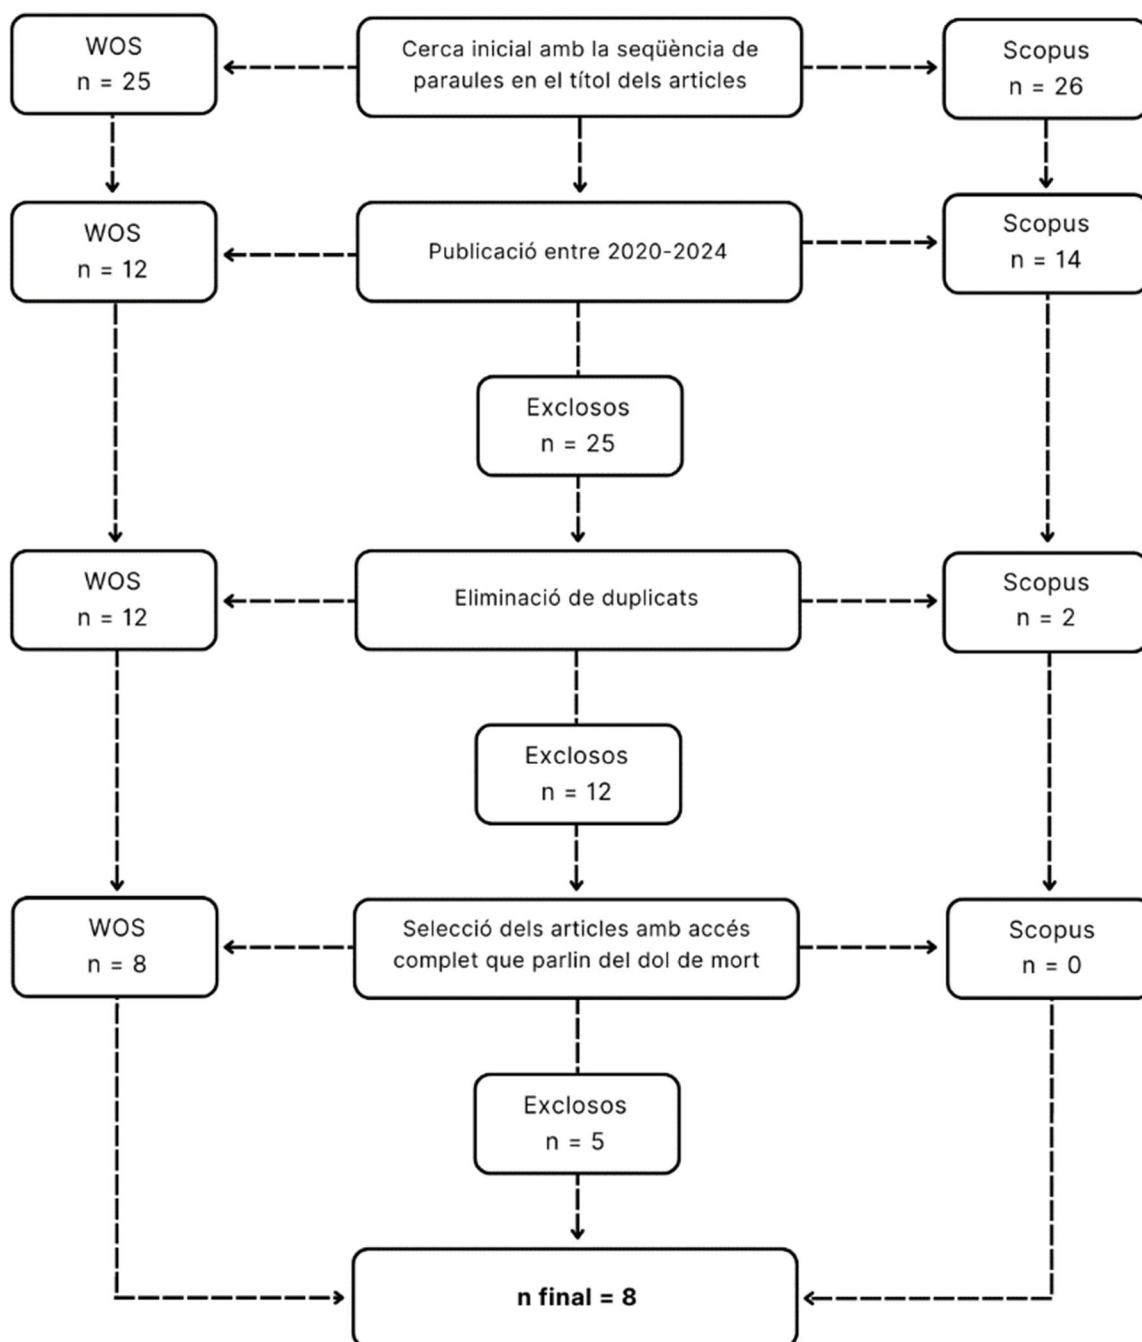 WOS
n = 25
Cerca inicial amb la seqüència de
paraules en el títol dels articles
Scopus
n = 26
WOS
n = 12
Publicació entre 2020-2024
Scopus
n = 14
Exclosos
n = 25
WOS
n = 12
Eliminació de duplicats
Scopus
n = 2
Exclosos
n = 12
WOS
n = 8
Selecció dels articles amb accés
complet que parlin del dol de mort
Scopus
n = 0
Exclosos
n = 5
n final = 8